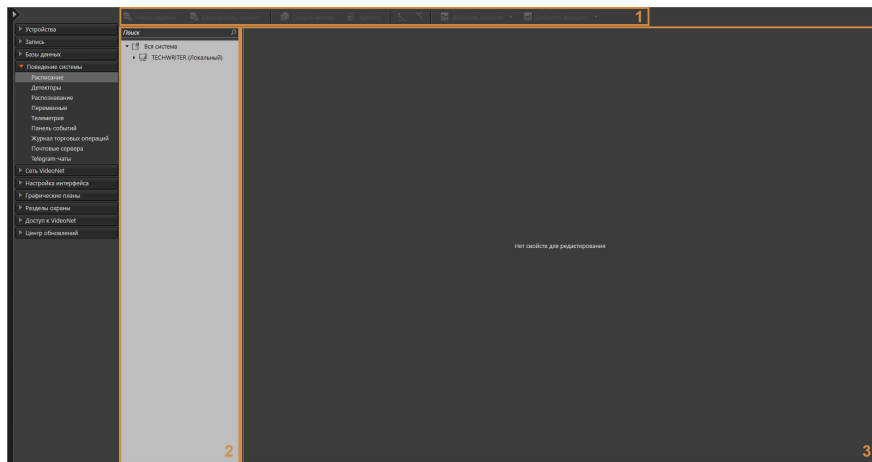 1
Устройства
Запись
Базы данных
Поведение системы
Расписание
Детекторы
Распознавание
Переменные
Телеметрия
Панель событий
Журнал торговых операций
Почтовые сервера
Telegram-чаты
Сеть VideoNet
Настройка интерфейса
Графические планы
Разделы охраны
Доступ к VideoNet
Центр обновлений
Поиск
Вся система
TECHWRITER (Локальный)
2
Нет свойств для редактирования
3